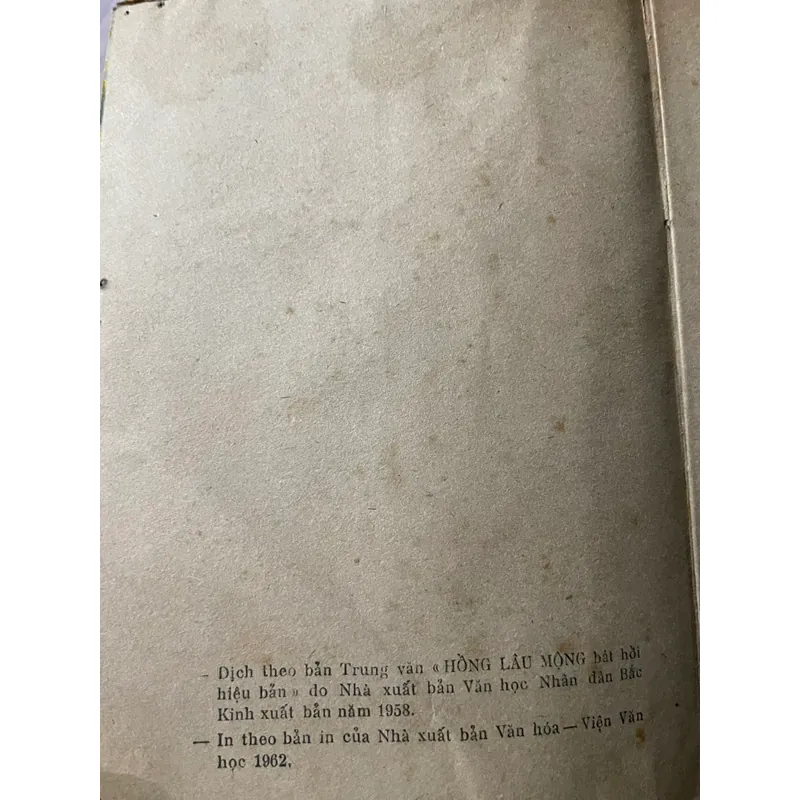 – Dịch theo bản Trung văn « HỒNG LÂU MỘNG bát hồi
hiệu bản » do Nhà xuất bản Văn học Nhân dân Bắc
Kinh xuất bản năm 1958.
— In theo bản in của Nhà xuất bản Văn hóa — Viện Văn
học 1962.